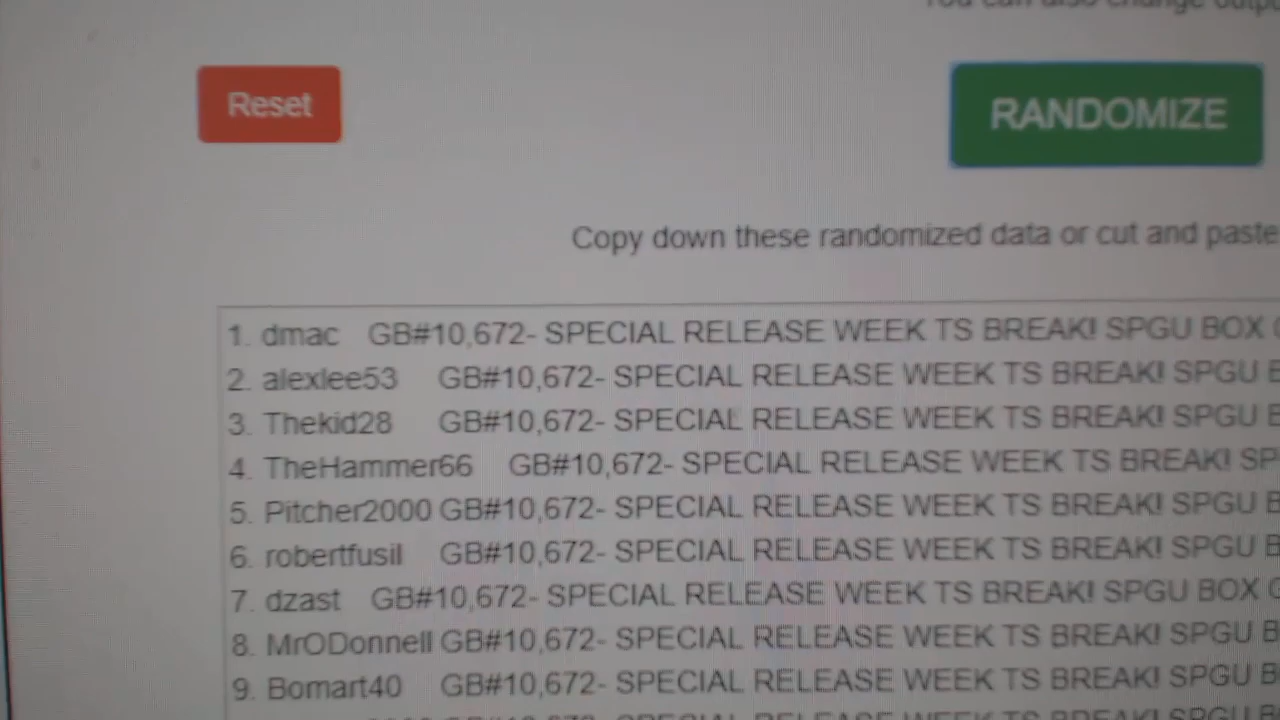 You can also change
Reset
RANDOMIZE
Copy down these randomized data or cut and paste
1. dmac GB#10,672- SPECIAL RELEASE WEEK TS BREAK! SPGU BOX
2. alexlee53 GB#10,672- SPECIAL RELEASE WEEK TS BREAK! SPGU
3. Thekid28 GB#10,672- SPECIAL RELEASE WEEK TS BREAK! SPGU
4. TheHammer66 GB#10,672- SPECIAL RELEASE WEEK TS BREAK! SP
5. Pitcher2000 GB#10,672- SPECIAL RELEASE WEEK TS BREAK! SPGU
6. robertfusil GB#10,672- SPECIAL RELEASE WEEK TS BREAK! SPGU B
7. dzast GB#10,672- SPECIAL RELEASE WEEK TS BREAK! SPGU BOX
8. MrODonnell GB#10,672- SPECIAL RELEASE WEEK TS BREAK! SPGU B
9. Bomart40 GB#10,672- SPECIAL RELEASE WEEK TS BREAK! SPGU B